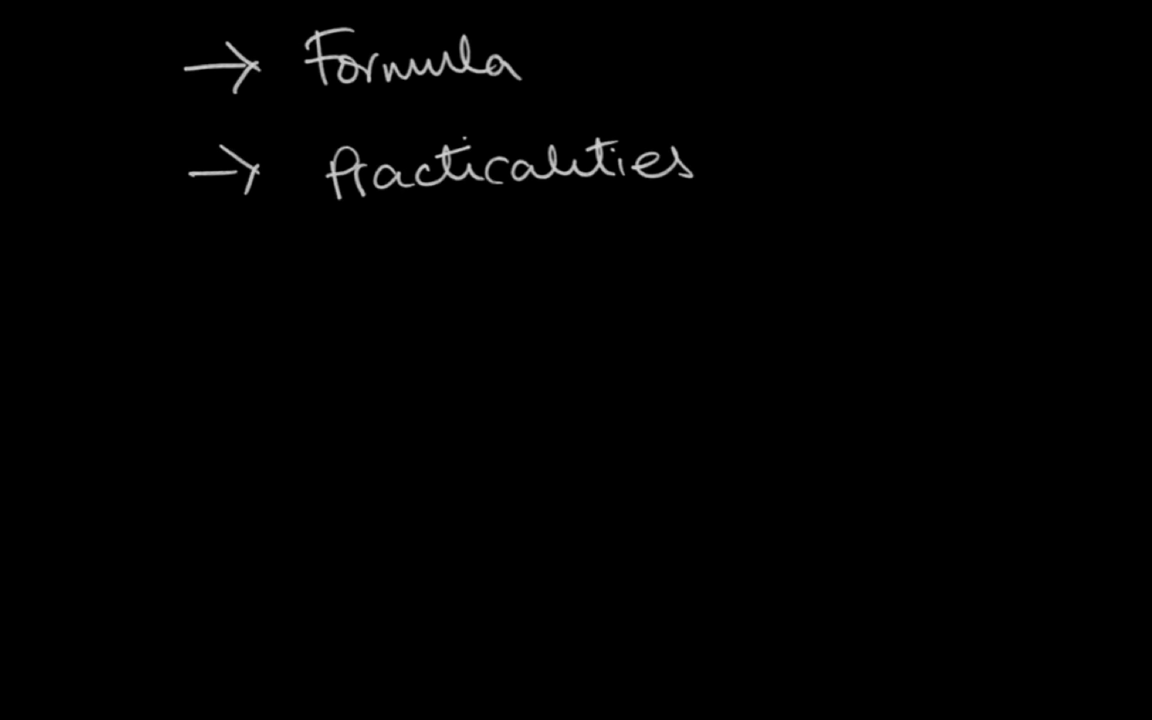 → Formula
→ Practicalities